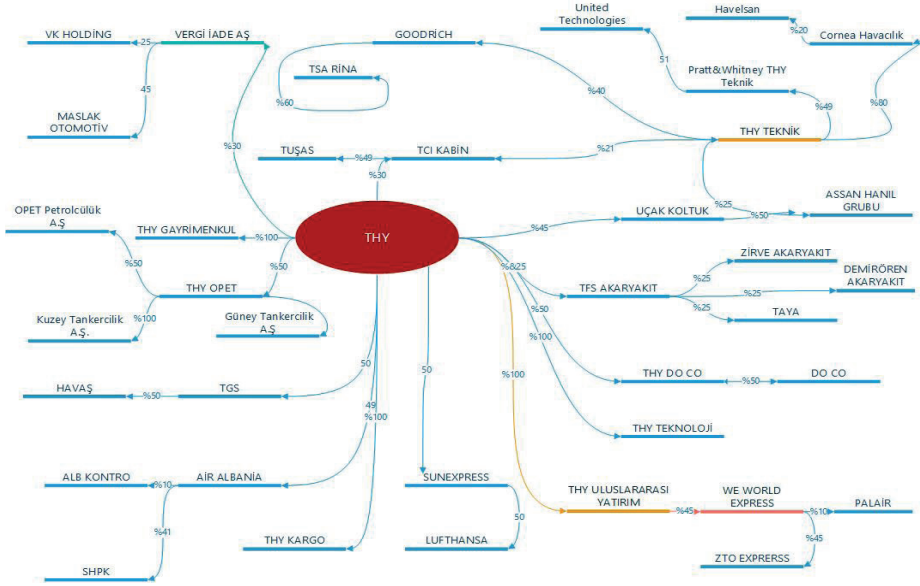 United
Technologies
Havelsan
VK HOLDİNG
25
VERGİ İADE AŞ
GOODRİCH
%20
Cornea Havacılık
TSA RİNA
51
Pratt&Whitney THY
Teknik
45
%60
%40
%49
%80
MASLAK
OTOMOTİV
THY TEKNİK
%30
TUŞAS
%49
TCI KABİN
%21
%30
ASSAN HANIL
GRUBU
%25
OPET Petrolcülük
A.Ş
UÇAK KOLTUK
%50
THY GAYRİMENKUL
%100
THY
%45
ZİRVE AKARYAKIT
%50
%50
%25
%25
DEMİRÖREN
AKARYAKIT
THY OPET
TFS AKARYAKIT
%25
%25
Kuzey Tankercilik
A.Ş.
%100
Güney Tankercilik
A.Ş
%50
TAYA
%100
50
50
%100
THY DO CO
%50
DO CO
HAVAŞ
%50
TGS
49
%100
THY TEKNOLOJİ
ALB KONTRO
%10
AİR ALBANİA
SUNEXPRESS
THY ULUSLARARASI
YATIRIM
%45
WE WORLD
EXPRESS
%10
PALAİR
50
%41
THY KARGO
LUFTHANSA
%45
SHPK
ZTO EXPRERSS